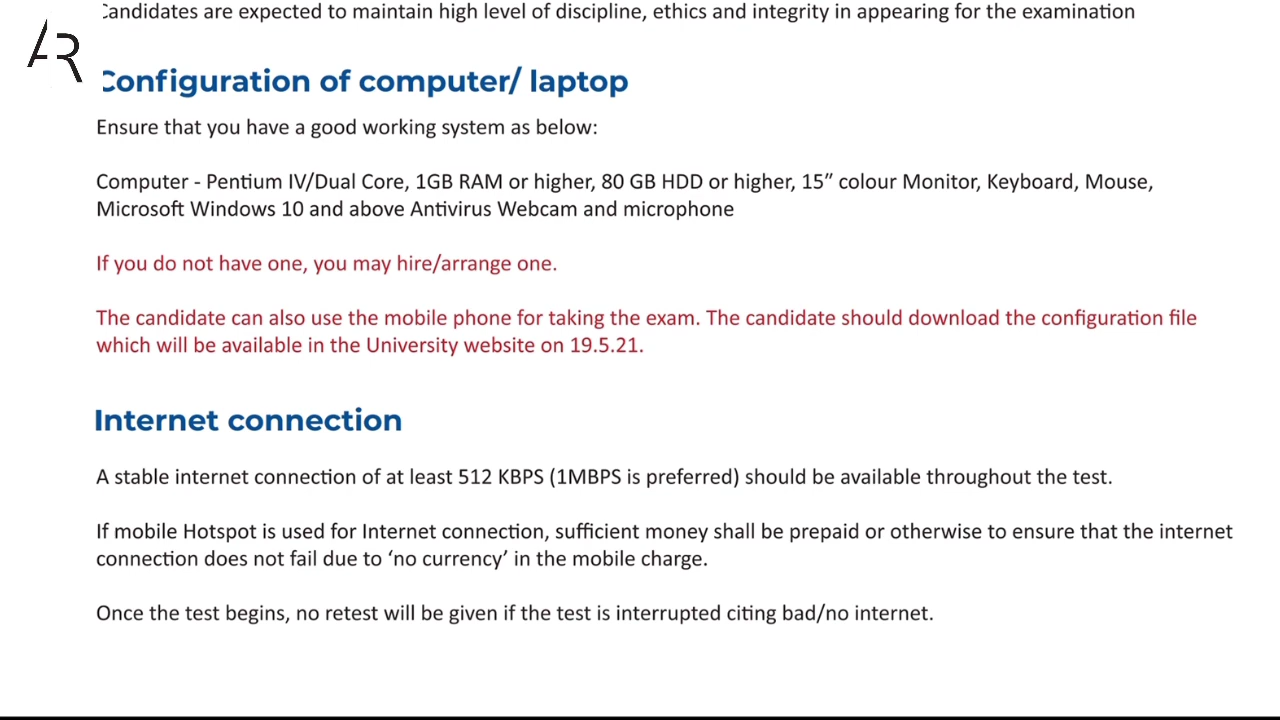 Candidates are expected to maintain high level of discipline, ethics and integrity in appearing for the examination
AR
Configuration of computer/ laptop
Ensure that you have a good working system as below:
Computer - Pentium IV/Dual Core, 1GB RAM or higher, 80 GB HDD or higher, 15” colour Monitor, Keyboard, Mouse,
Microsoft Windows 10 and above Antivirus Webcam and microphone
If you do not have one, you may hire/arrange one.
The candidate can also use the mobile phone for taking the exam. The candidate should download the configuration file
which will be available in the University website on 19.5.21.
Internet connection
A stable internet connection of at least 512 KBPS (1MBPS is preferred) should be available throughout the test.
If mobile Hotspot is used for Internet connection, sufficient money shall be prepaid or otherwise to ensure that the internet
connection does not fail due to ‘no currency’ in the mobile charge.
Once the test begins, no retest will be given if the test is interrupted citing bad/no internet.